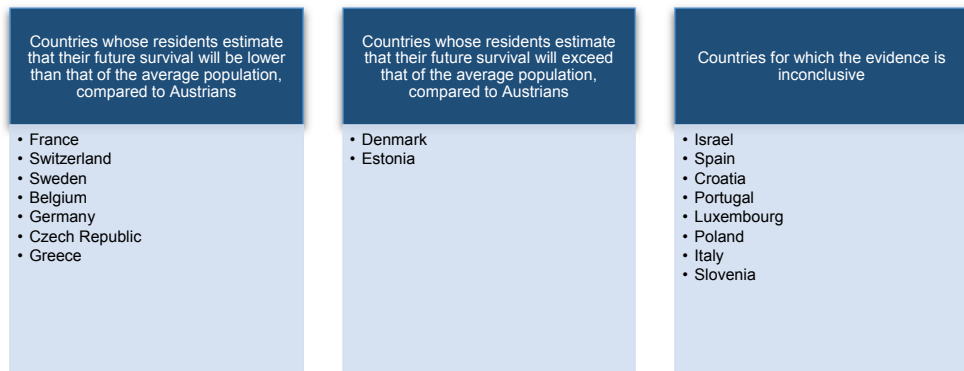 Countries whose residents estimate
that their future survival will be lower
than that of the average population,
compared to Austrians
• France
• Switzerland
• Sweden
• Belgium
• Germany
• Czech Republic
• Greece
Countries whose residents estimate
that their future survival will exceed
that of the average population,
compared to Austrians
• Denmark
• Estonia
Countries for which the evidence is
inconclusive
• Israel
• Spain
• Croatia
• Portugal
• Luxembourg
• Poland
• Italy
• Slovenia